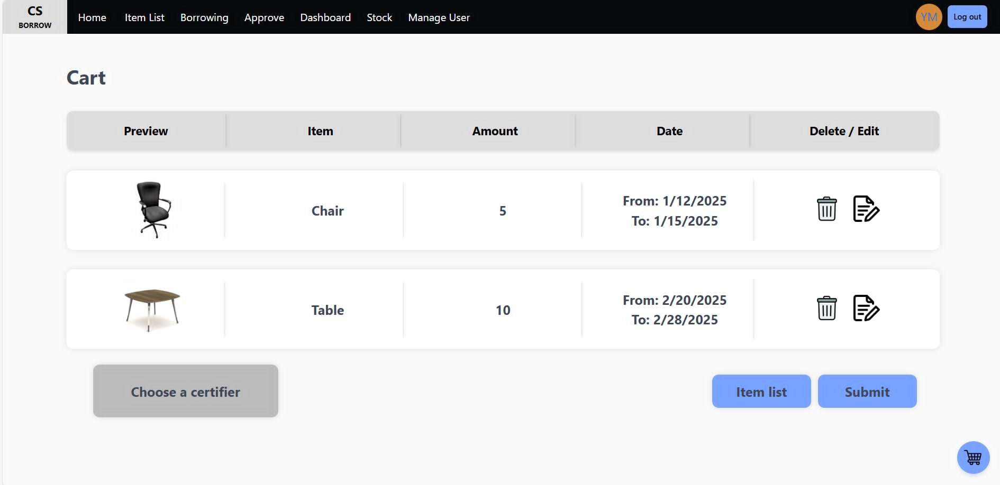 CS
BORROW
Home
Item List
Borrowing
Approve
Dashboard
Stock
Manage User
YM
Log out
Cart
Preview
Item
Amount
Date
Delete / Edit
Chair
5
From: 1/12/2025
To: 1/15/2025
Table
10
From: 2/20/2025
To: 2/28/2025
Choose a certifier
Item list
Submit